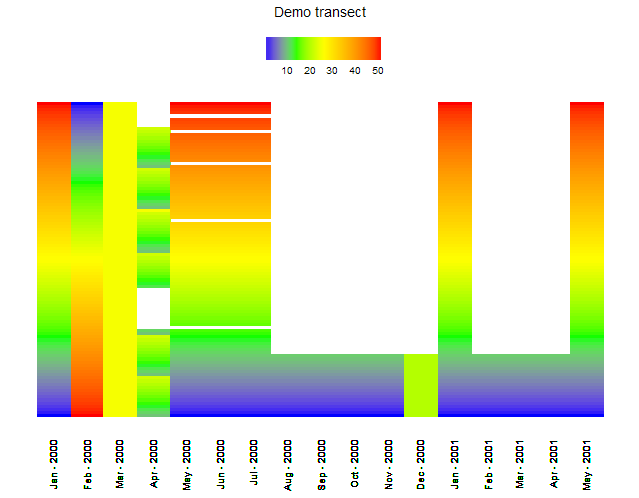 Demo transect
10 20 30 40 50
Jan - 2000
Feb - 2000
Mar - 2000
Apr - 2000
May - 2000
Jun - 2000
Jul - 2000
Aug - 2000
Sep - 2000
Oct - 2000
Nov - 2000
Dec - 2000
Jan - 2001
Feb - 2001
Mar - 2001
Apr - 2001
May - 2001